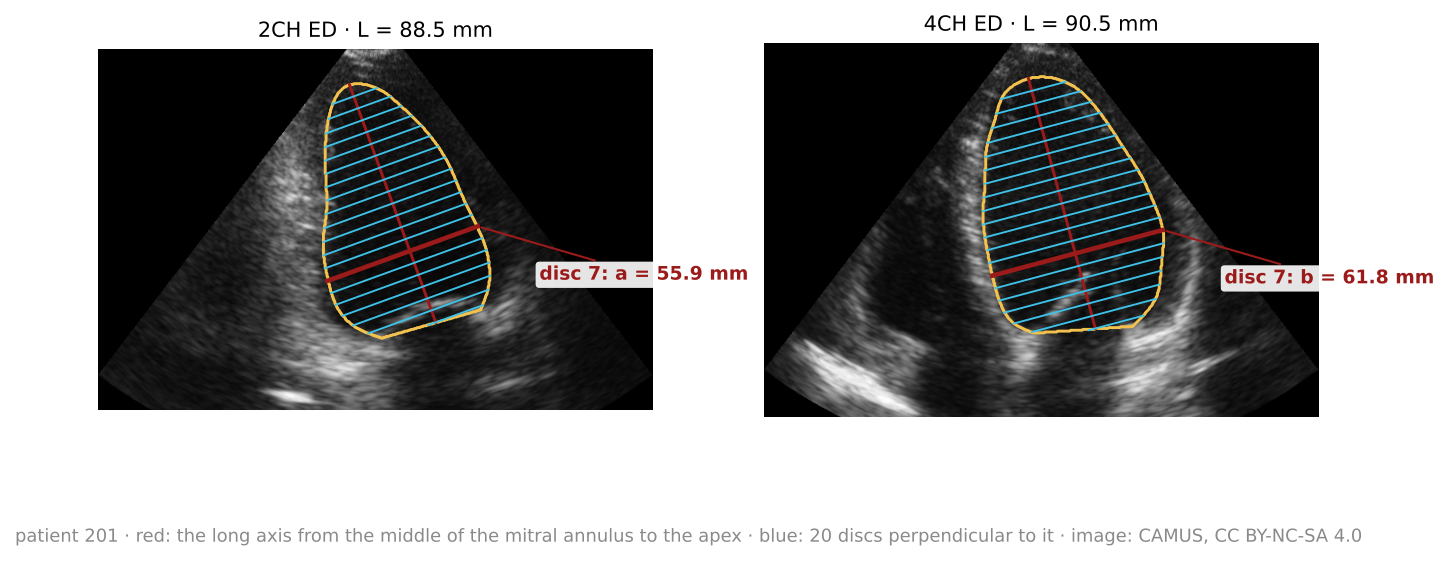 2CH ED · L = 88.5 mm
4CH ED · L = 90.5 mm
disc 7: a = 55.9 mm
disc 7: b = 61.8 mm
patient 201 · red: the long axis from the middle of the mitral annulus to the apex · blue: 20 discs perpendicular to it · image: CAMUS, CC BY-NC-SA 4.0